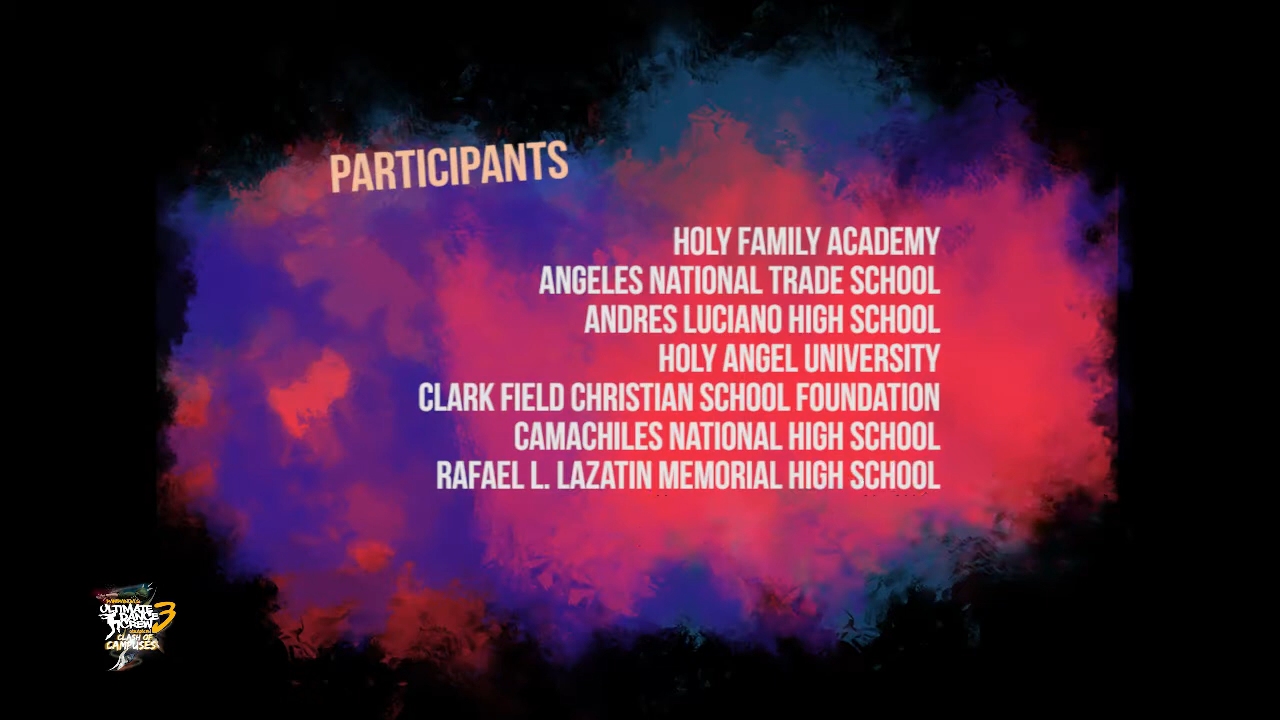 PARTICIPANTS
HOLY FAMILY ACADEMY
ANGELES NATIONAL TRADE SCHOOL
ANDRES LUCIANO HIGH SCHOOL
HOLY ANGEL UNIVERSITY
CLARK FIELD CHRISTIAN SCHOOL FOUNDATION
CAMACHILES NATIONAL HIGH SCHOOL
RAFAEL L. LAZATIN MEMORIAL HIGH SCHOOL
ULTIMATE
DANCE 3
CREW
CLASH OF
CAMPUSES